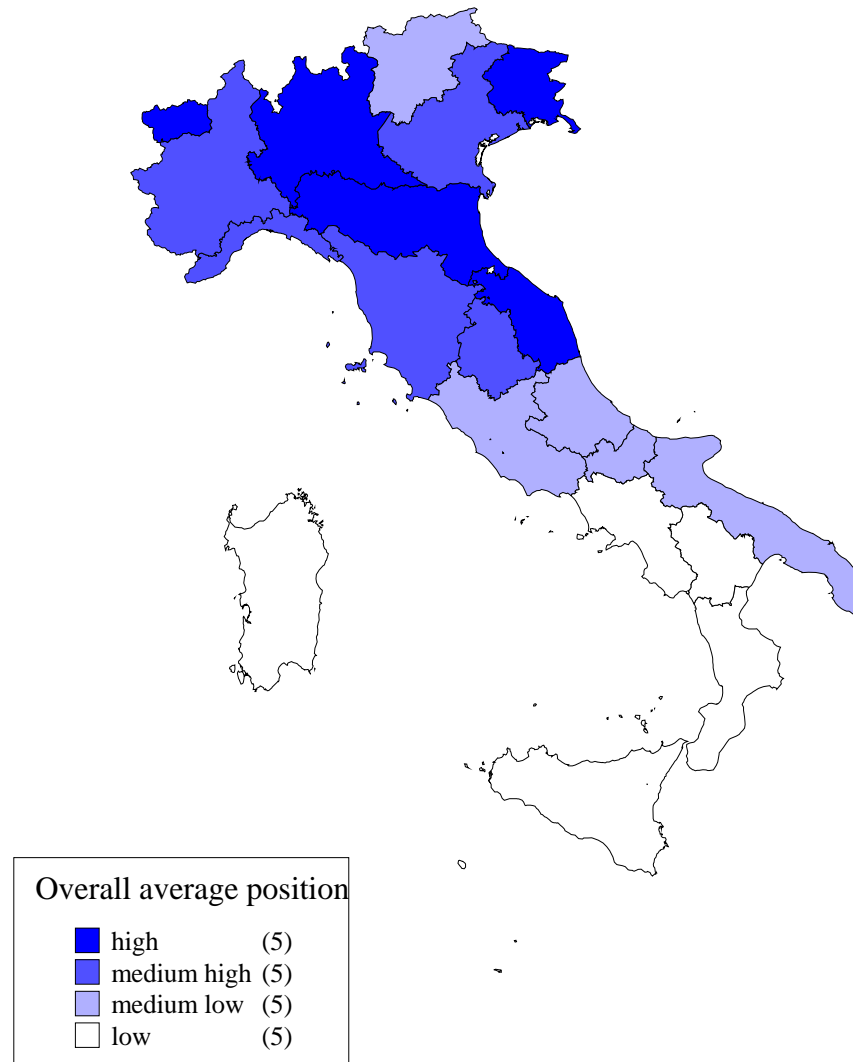 Overall average position
high (5)
medium high (5)
medium low (5)
low (5)